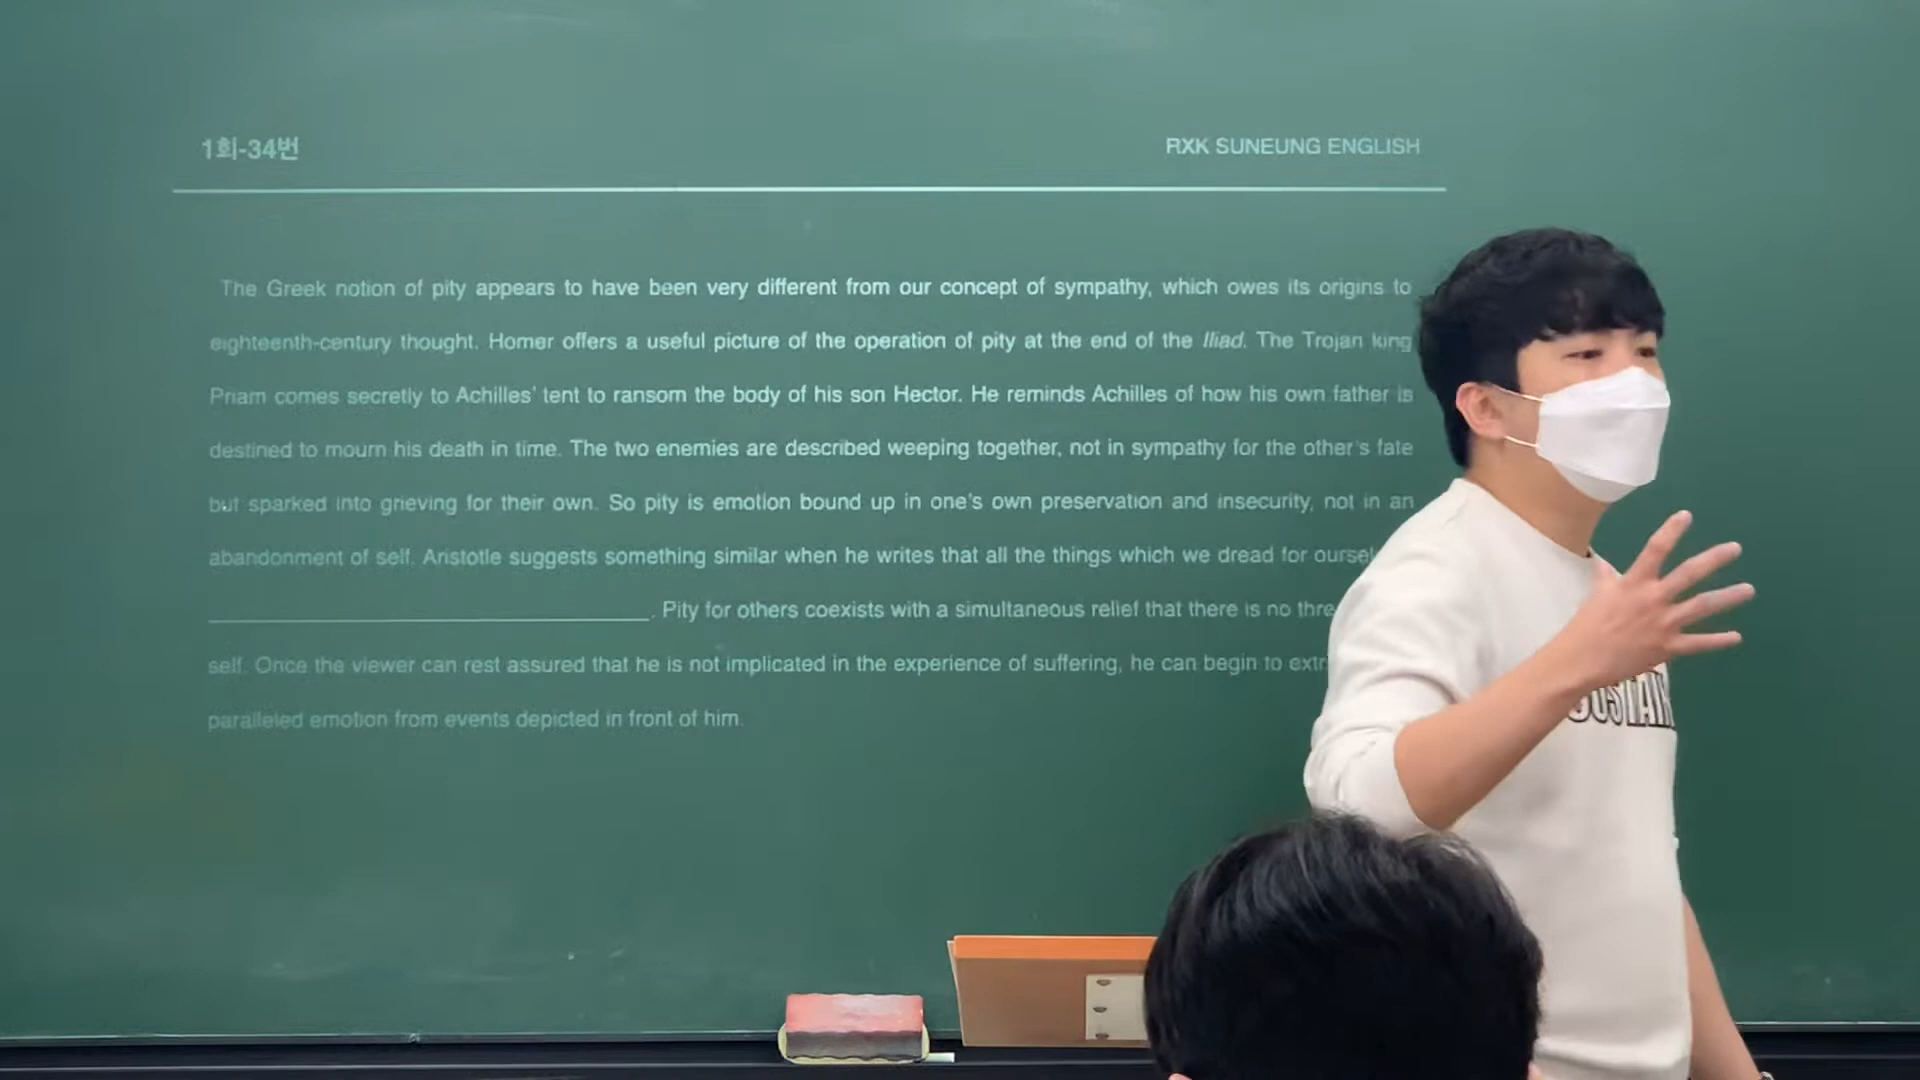 1회-34번
RXK SUNEUNG ENGLISH
The Greek notion of pity appears to have been very different from our concept of sympathy, which owes its origins to
eighteenth-century thought. Homer offers a useful picture of the operation of pity at the end of the Iliad. The Trojan king
Priam comes secretly to Achilles' tent to ransom the body of his son Hector. He reminds Achilles of how his own father is
destined to mourn his death in time. The two enemies are described weeping together, not in sympathy for the other's fate
but sparked into grieving for their own. So pity is emotion bound up in one's own preservation and insecurity, not in an
abandonment of self. Aristotle suggests something similar when he writes that all the things which we dread for
____________________. Pity for others coexists with a simultaneous relief that there is no
self. Once the viewer can rest assured that he is not implicated in the experience of suffering, he can begin to
paralleled emotion from events depicted in front of him.